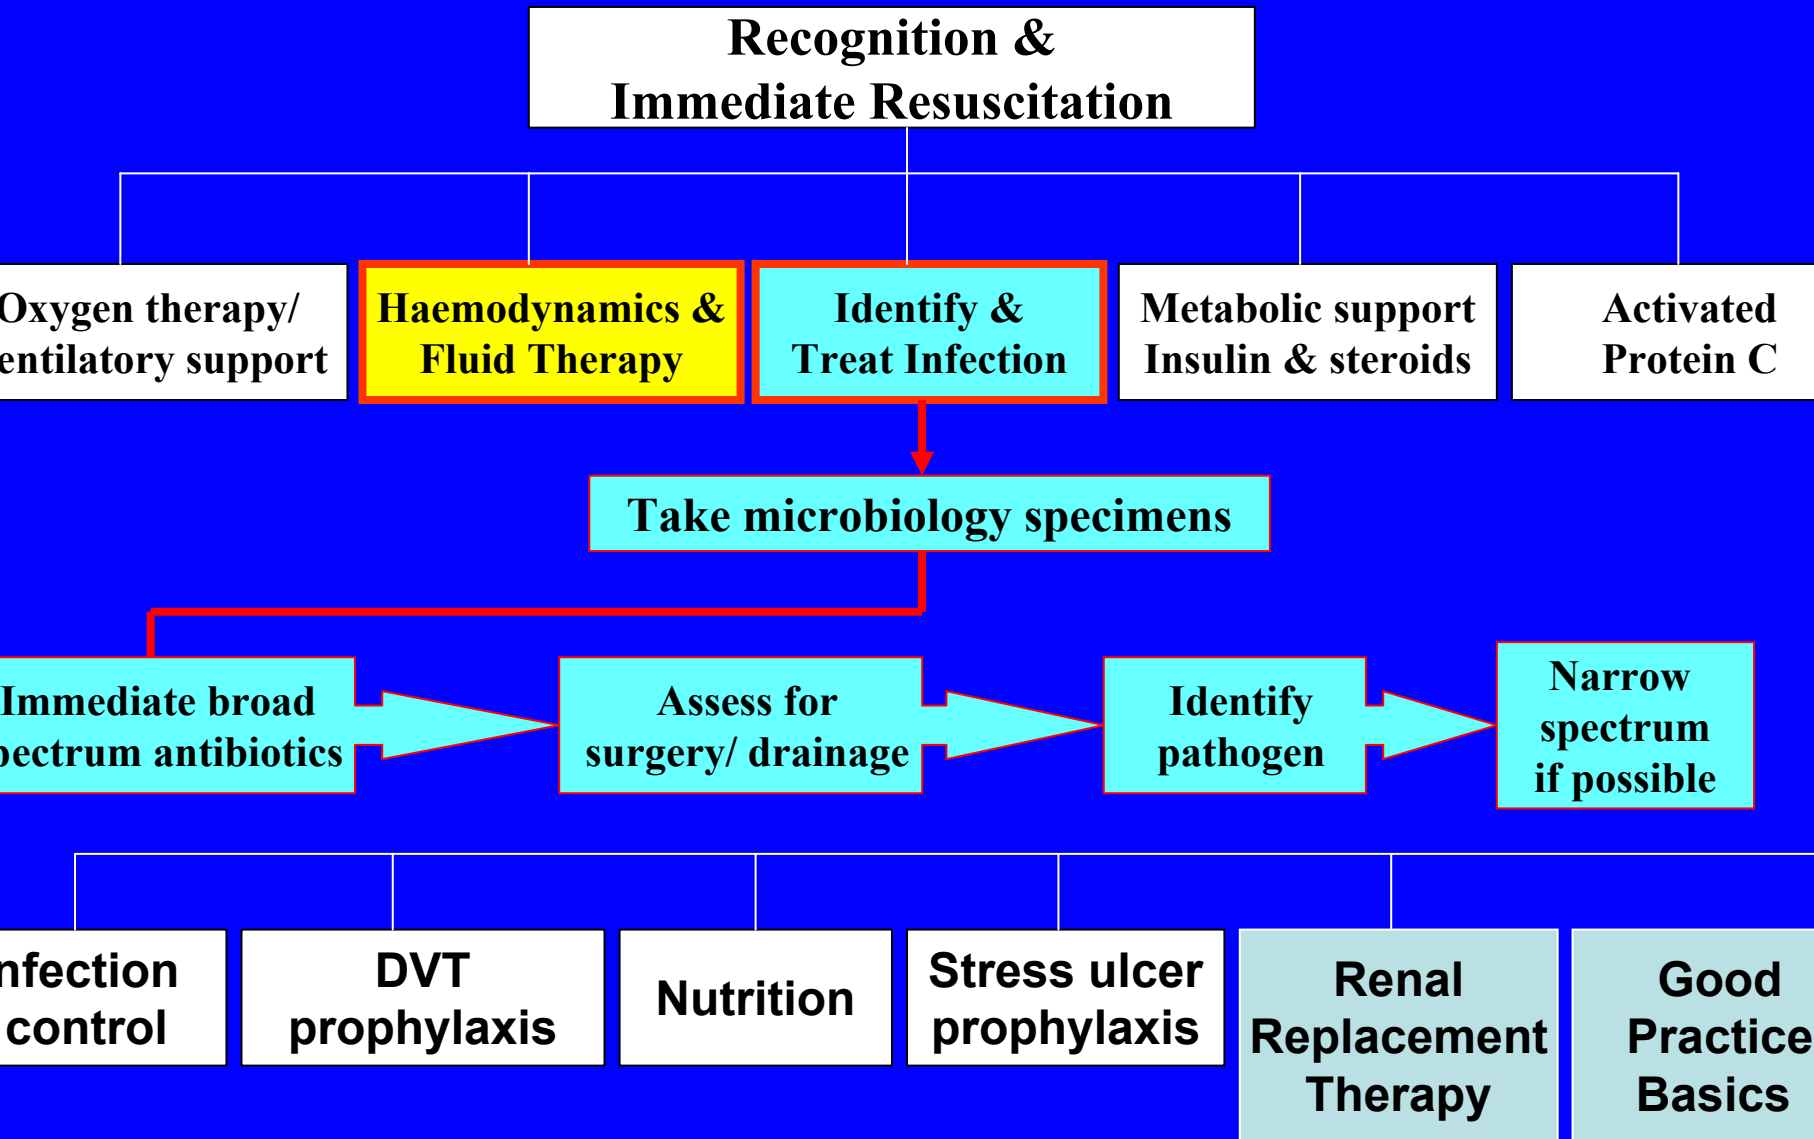 Recognition &
Immediate Resuscitation
Oxygen therapy/
entilatory support
Haemodynamics &
Fluid Therapy
Identify &
Treat Infection
Metabolic support
Insulin & steroids
Activated
Protein C
Take microbiology specimens
Immediate broad
pectrum antibiotics
Assess for
surgery/ drainage
Identify
pathogen
Narrow
spectrum
if possible
nfection
control
DVT
prophylaxis
Nutrition
Stress ulcer
prophylaxis
Renal
Replacement
Therapy
Good
Practice
Basics